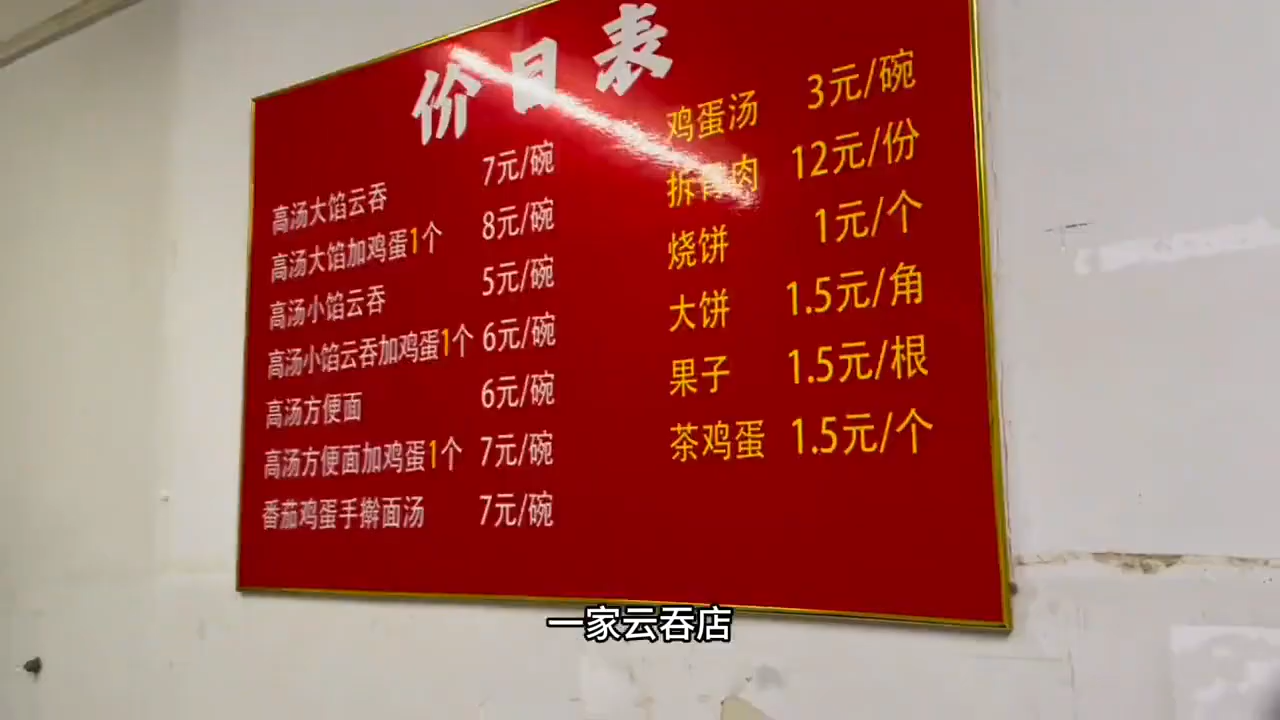 价目表
高汤大馅云吞 7元/碗
高汤大馅加鸡蛋1个 8元/碗
高汤小馅云吞 5元/碗
高汤小馅云吞加鸡蛋1个 6元/碗
高汤方便面 6元/碗
高汤方便面加鸡蛋1个 7元/碗
番茄鸡蛋手擀面汤 7元/碗
鸡蛋汤 3元/碗
拆骨肉 12元/份
烧饼 1元/个
大饼 1.5元/角
果子 1.5元/根
茶鸡蛋 1.5元/个
一家云吞店